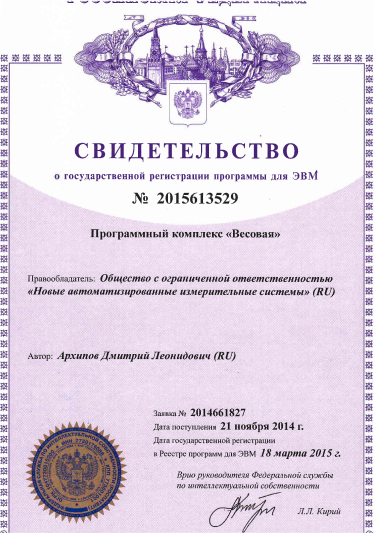 СВИДЕТЕЛЬСТВО
о государственной регистрации программы для ЭВМ
№ 2015613529
Программный комплекс «Весовая»
Правообладатель: Общество с ограниченной ответственностью
«Новые автоматизированные измерительные системы» (RU)
Автор: Архипов Дмитрий Леонидович (RU)
Заявка № 2014661827
Дата поступления 21 ноября 2014 г.
Дата государственной регистрации
в Реестре программ для ЭВМ 18 марта 2015 г.
Врио руководителя Федеральной службы
по интеллектуальной собственности
Л.Л. Кирий